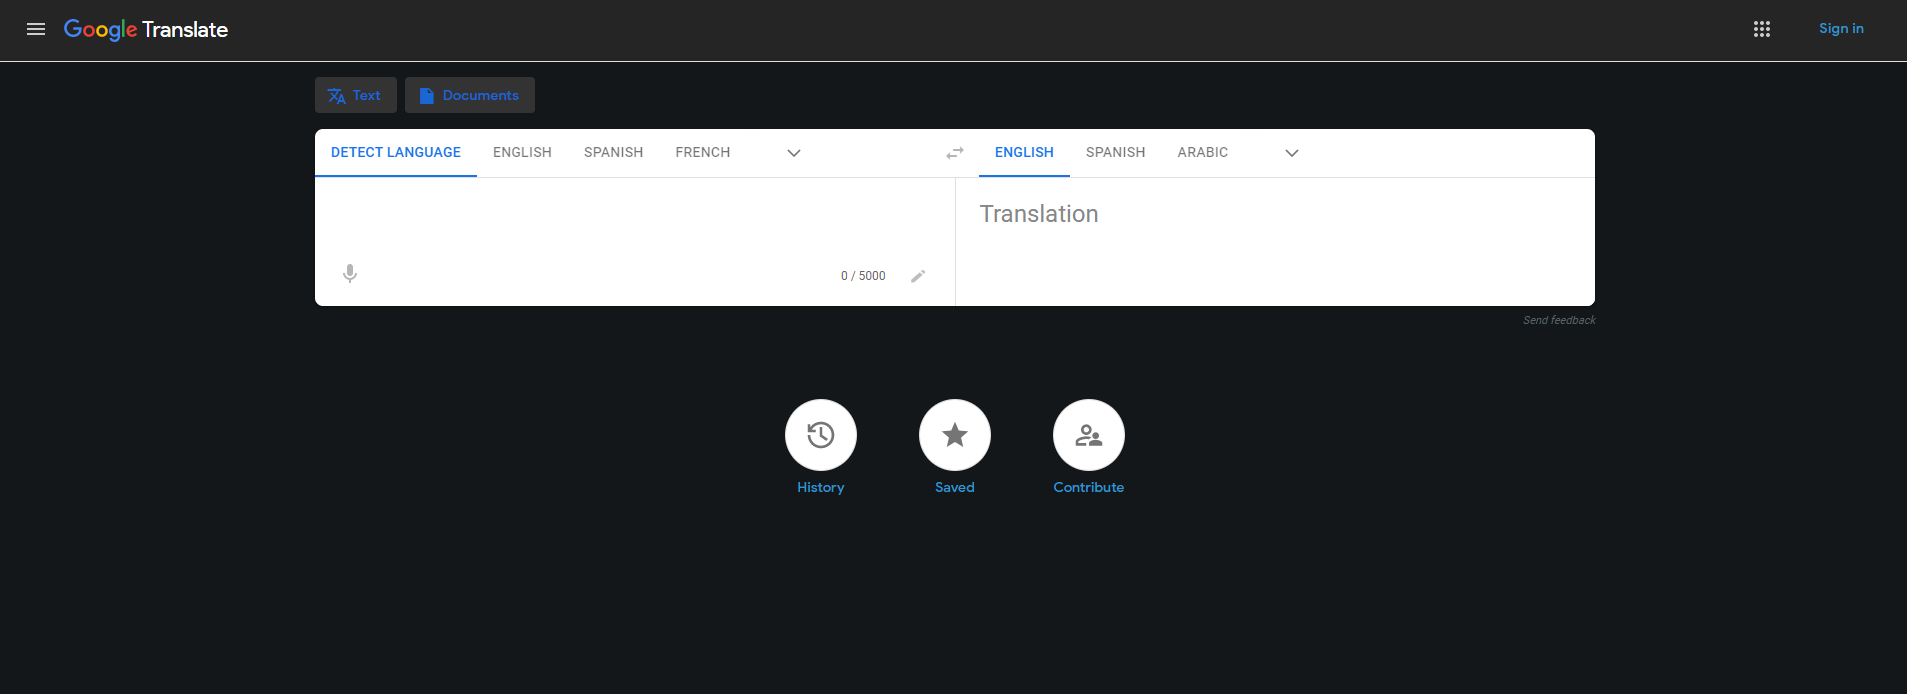 Google Translate
Sign in
Text
Documents
DETECT LANGUAGE ENGLISH SPANISH FRENCH
ENGLISH SPANISH ARABIC
Translation
0 / 5000
Send feedback
History
Saved
Contribute